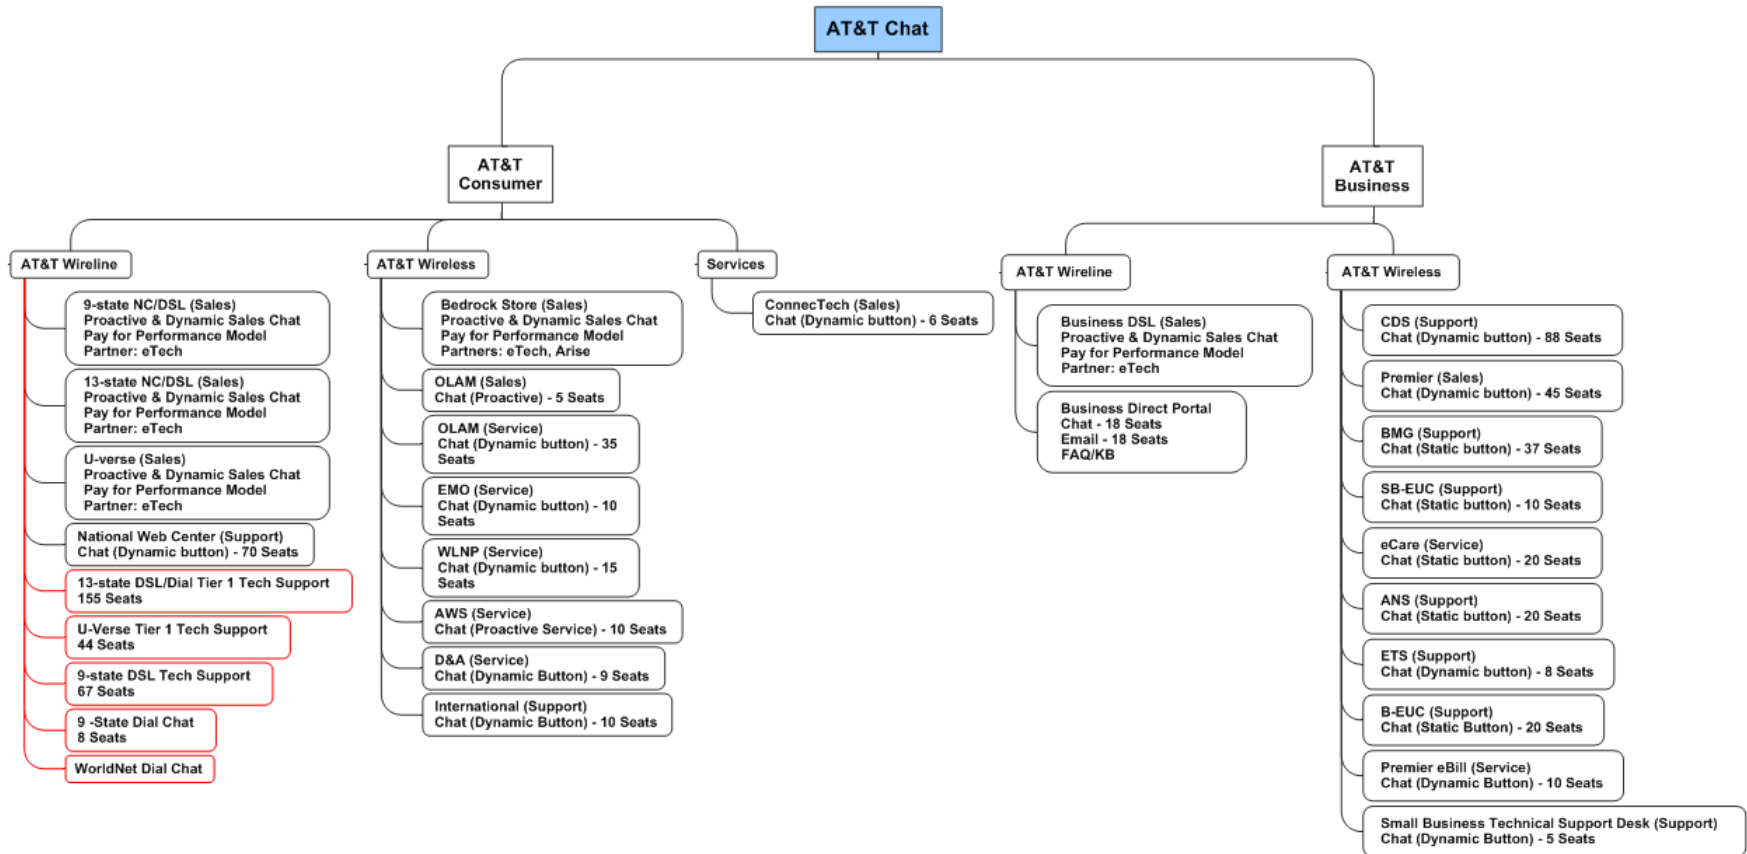 AT&T Chat
AT&T
Consumer
AT&T
Business
AT&T Wireline
9-state NC/DSL (Sales)
Proactive & Dynamic Sales Chat
Pay for Performance Model
Partner: eTech
13-state NC/DSL (Sales)
Proactive & Dynamic Sales Chat
Pay for Performance Model
Partner: eTech
U-verse (Sales)
Proactive & Dynamic Sales Chat
Pay for Performance Model
Partner: eTech
National Web Center (Support)
Chat (Dynamic button) - 70 Seats
13-state DSL/Dial Tier 1 Tech Support
155 Seats
U-Verse Tier 1 Tech Support
44 Seats
9-state DSL Tech Support
67 Seats
9 -State Dial Chat
8 Seats
WorldNet Dial Chat
AT&T Wireless
Bedrock Store (Sales)
Proactive & Dynamic Sales Chat
Pay for Performance Model
Partners: eTech, Arise
OLAM (Sales)
Chat (Proactive) - 5 Seats
OLAM (Service)
Chat (Dynamic button) - 35
Seats
EMO (Service)
Chat (Dynamic button) - 10
Seats
WLNP (Service)
Chat (Dynamic button) - 15
Seats
AWS (Service)
Chat (Proactive Service) - 10 Seats
D&A (Service)
Chat (Dynamic Button) - 9 Seats
International (Support)
Chat (Dynamic Button) - 10 Seats
Services
ConnecTech (Sales)
Chat (Dynamic button) - 6 Seats
AT&T Wireline
Business DSL (Sales)
Proactive & Dynamic Sales Chat
Pay for Performance Model
Partner: eTech
Business Direct Portal
Chat - 18 Seats
Email - 18 Seats
FAQ/KB
AT&T Wireless
CDS (Support)
Chat (Dynamic button) - 88 Seats
Premier (Sales)
Chat (Dynamic button) - 45 Seats
BMG (Support)
Chat (Static button) - 37 Seats
SB-EUC (Support)
Chat (Static button) - 10 Seats
eCare (Service)
Chat (Static button) - 20 Seats
ANS (Support)
Chat (Static button) - 20 Seats
ETS (Support)
Chat (Dynamic button) - 8 Seats
B-EUC (Support)
Chat (Static Button) - 20 Seats
Premier eBill (Service)
Chat (Dynamic Button) - 10 Seats
Small Business Technical Support Desk (Support)
Chat (Dynamic Button) - 5 Seats